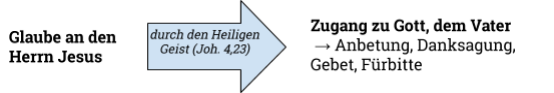 Glaube an den
Herrn Jesus
durch den Heiligen
Geist (Joh. 4,23)
Zugang zu Gott, dem Vater
→ Anbetung, Danksagung,
Gebet, Fürbitte